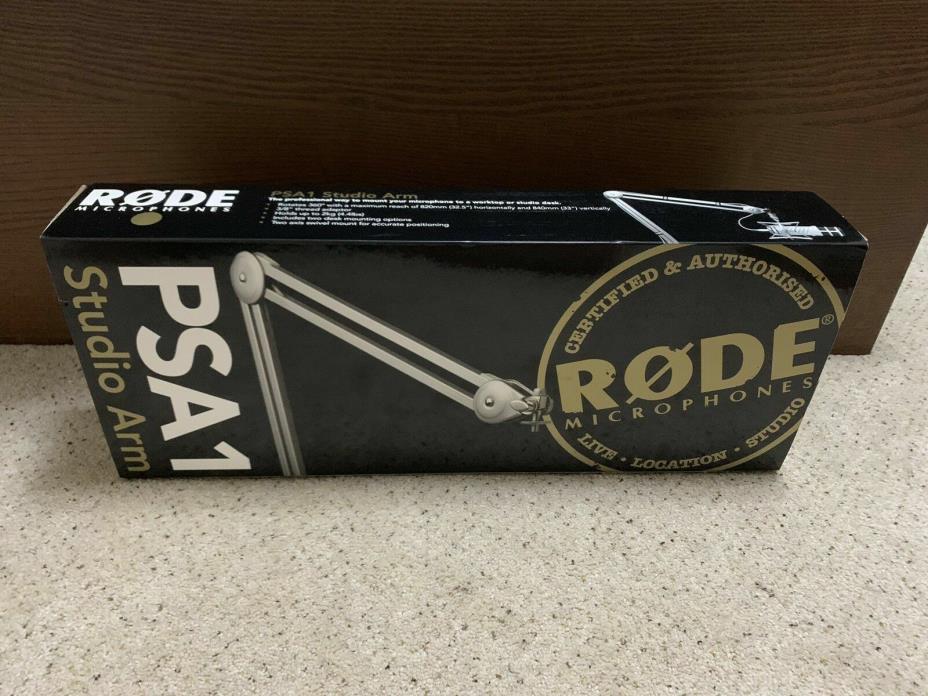 RØDE
MICROPHONES
PSA1 Studio Arm
The professional way to mount your microphone to a worktop or studio desk.
Rotates 360° with a maximum reach of 820mm (32.5") horizontally and 840mm (33") vertically
3/8" thread adaptor
Holds up to 2kg (4.4lbs)
Includes two desk mounting options
Two axis swivel mount for accurate positioning
PSA1
Studio Arm
CERTIFIED & AUTHORISED
RØDE®
MICROPHONES
LIVE · LOCATION · STUDIO